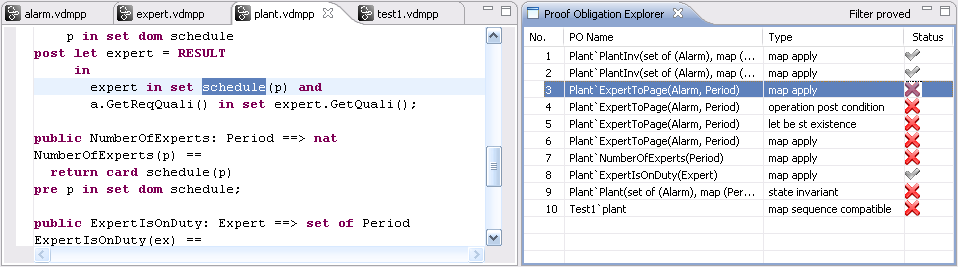 alarm.vdmpp expert.vdmpp plant.vdmpp test1.vdmpp
p in set dom schedule
post let expert = RESULT
in
expert in set schedule(p) and
a.GetReqQuali() in set expert.GetQuali();
public NumberOfExperts: Period ==> nat
NumberOfExperts(p) ==
return card schedule(p)
pre p in set dom schedule;
public ExpertIsOnDuty: Expert ==> set of Period
ExpertIsOnDuty(ex) ==
Proof Obligation Explorer Filter proved
No. PO Name Type Status
1 Plant`PlantInv(set of (Alarm), map (... map apply
2 Plant`PlantInv(set of (Alarm), map (... map apply
3 Plant`ExpertToPage(Alarm, Period) map apply
4 Plant`ExpertToPage(Alarm, Period) operation post condition
5 Plant`ExpertToPage(Alarm, Period) let be st existence
6 Plant`ExpertToPage(Alarm, Period) map apply
7 Plant`NumberOfExperts(Period) map apply
8 Plant`ExpertIsOnDuty(Expert) map apply
9 Plant`Plant(set of (Alarm), map (Per... state invariant
10 Test1`plant map sequence compatible